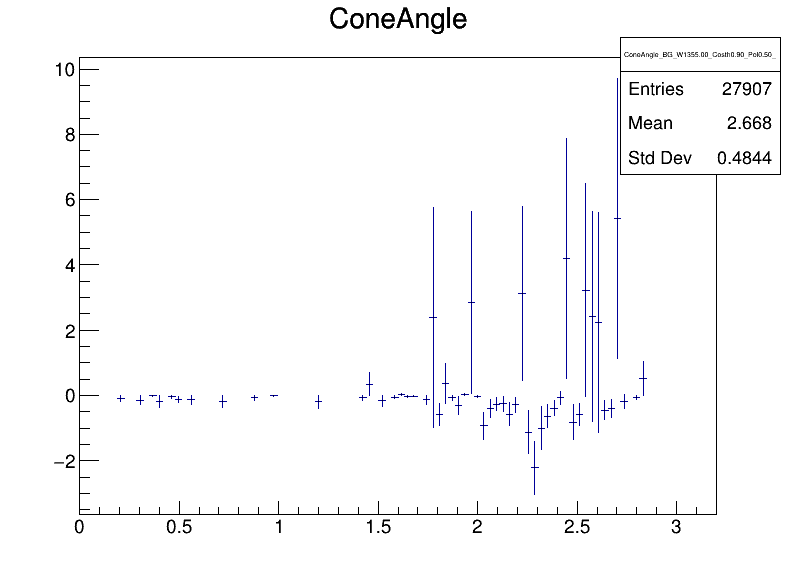 ConeAngle
ConeAngle_BG_W1355.00_Costh0.90_Pol0.50_
Entries 27907
Mean 2.668
Std Dev 0.4844
10
8
6
4
2
0
−2
0 0.5 1 1.5 2 2.5 3